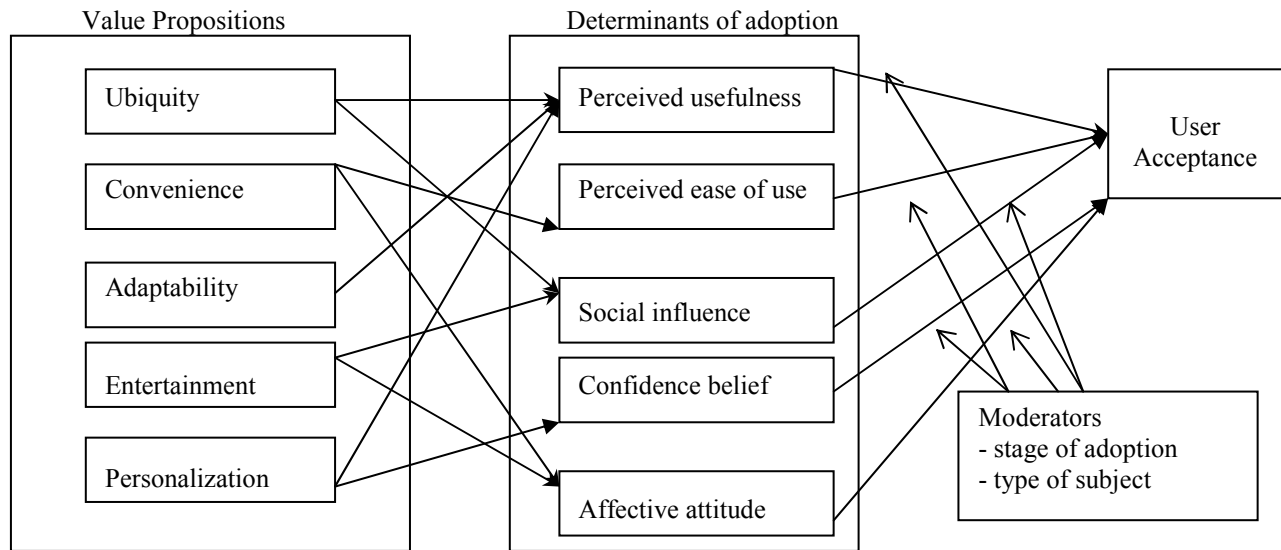 Value Propositions
Ubiquity
Convenience
Adaptability
Entertainment
Personalization
Determinants of adoption
Perceived usefulness
Perceived ease of use
Social influence
Confidence belief
Affective attitude
User
Acceptance
Moderators
- stage of adoption
- type of subject